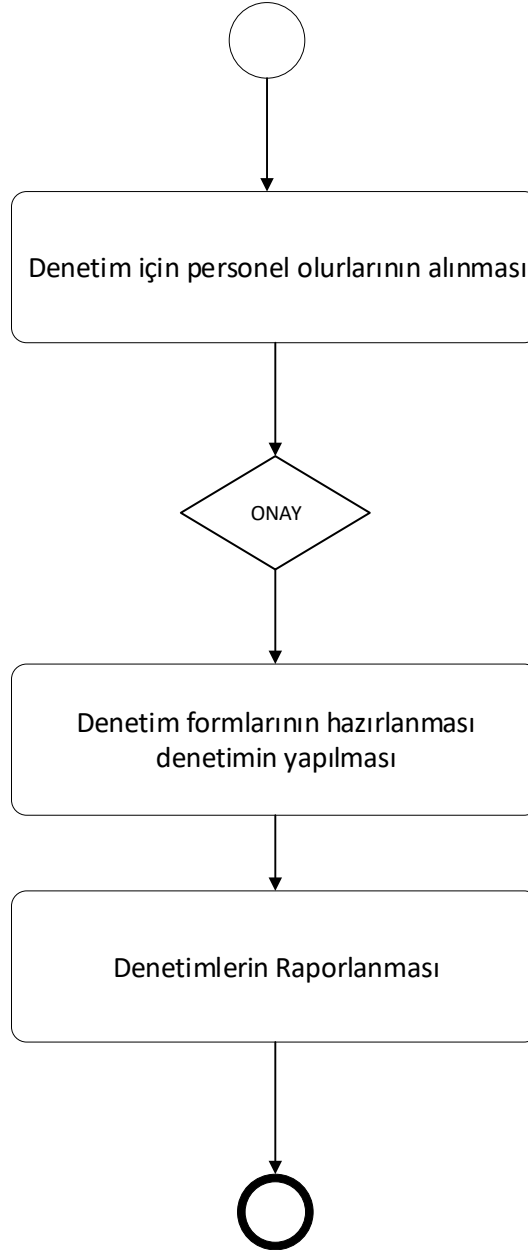 Denetim için personel olurlarının alınması
ONAY
Denetim formlarının hazırlanması
denetimin yapılması
Denetimlerin Raporlanması